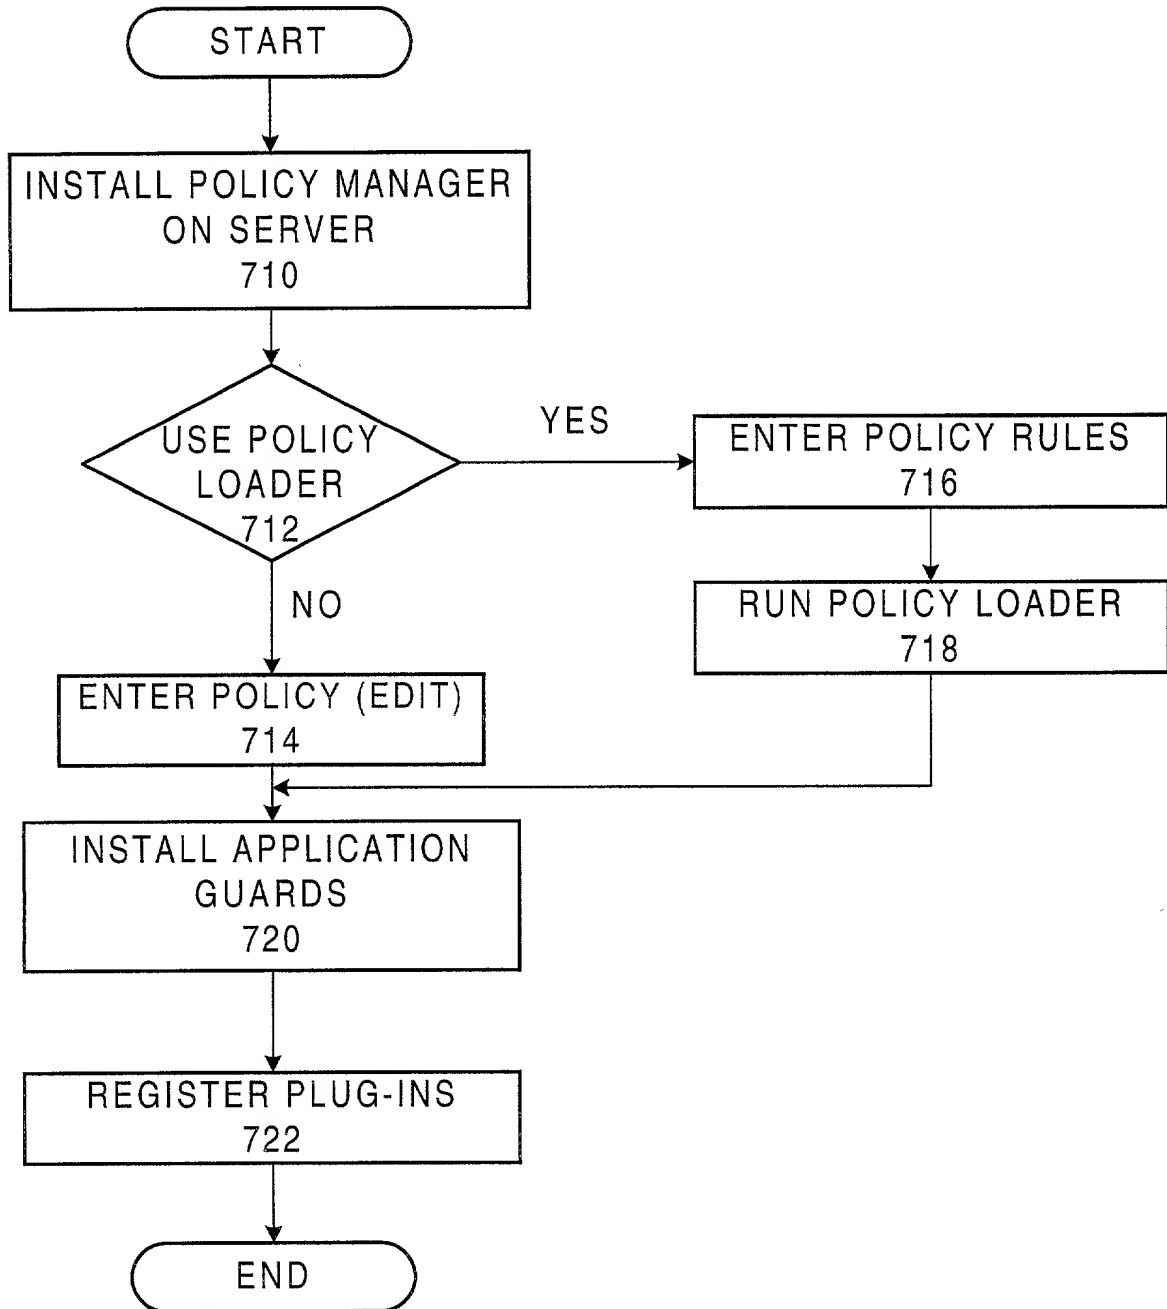 START
INSTALL POLICY MANAGER
ON SERVER
710
USE POLICY
LOADER
712
YES
ENTER POLICY RULES
716
RUN POLICY LOADER
718
NO
ENTER POLICY (EDIT)
714
INSTALL APPLICATION
GUARDS
720
REGISTER PLUG-INS
722
END